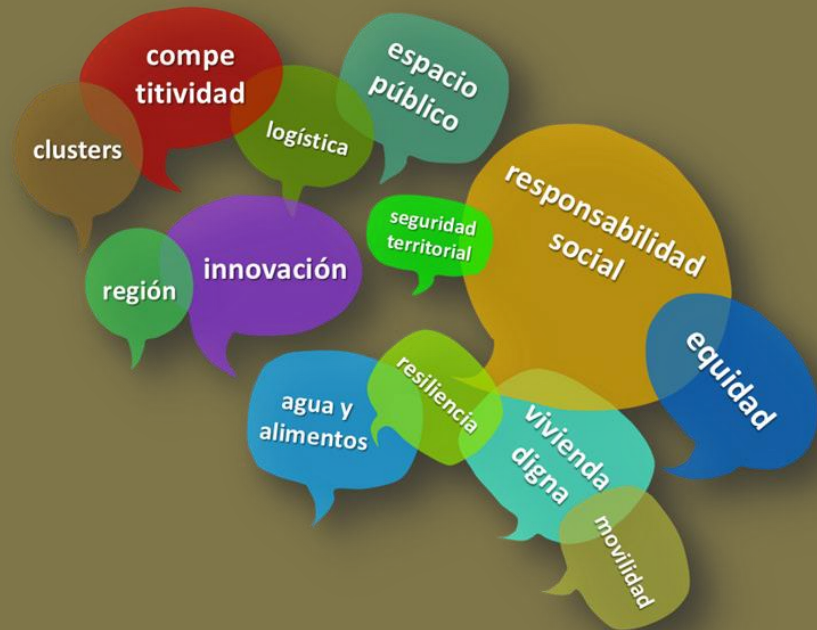 compe
titividad
espacio
público
clusters
logística
responsabilidad
social
seguridad
territorial
región
innovación
equidad
resiliencia
agua y
alimentos
vivienda
digna
movilidad